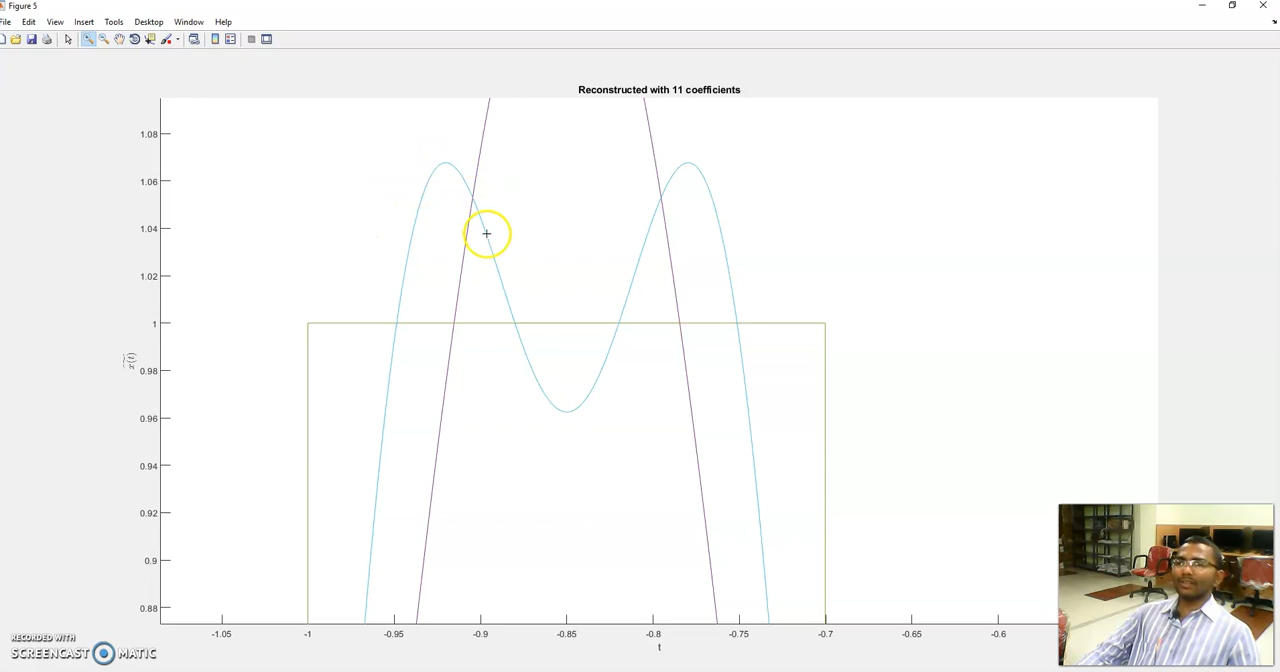 Figure 5
File Edit View Insert Tools Desktop Window Help
Reconstructed with 11 coefficients
1.08
1.06
1.04
1.02
1
0.98
0.96
0.94
0.92
0.9
0.88
x(t)
-1.05 -1 -0.95 -0.9 -0.85 -0.8 -0.75 -0.7 -0.65 -0.6
t
RECORDED WITH
SCREENCAST MATIC